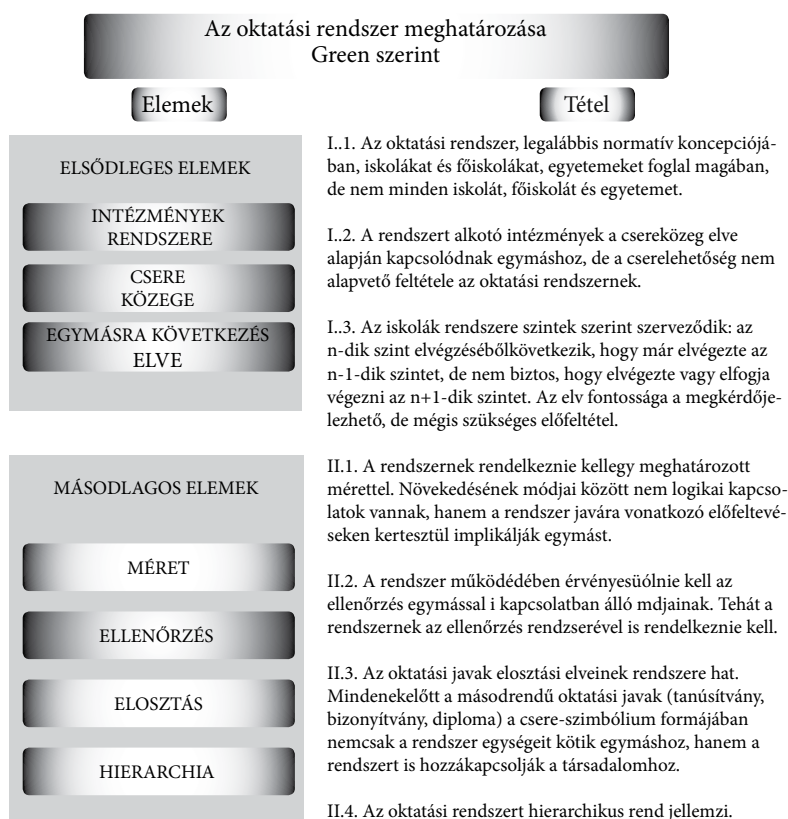 Az oktatási rendszer meghatározása
Green szerint
Elemek
Tétel
ELSŐDLEGES ELEMEK
INTÉZMÉNYEK
RENDSZERE
CSERE
KÖZEGE
EGYMÁSRA KÖVETKEZÉS
ELVE
I..1. Az oktatási rendszer, legalábbis normatív koncepciójá-
ban, iskolákat és főiskolákat, egyetemeket foglal magában,
de nem minden iskolát, főiskolát és egyetemet.
I..2. A rendszert alkotó intézmények a csereközeg elve
alapján kapcsolódnak egymáshoz, de a cserelehetőség nem
alapvető feltétele az oktatási rendszernek.
I..3. Az iskolák rendszere szintek szerint szerveződik: az
n-dik szint elvégzésébőlkövetkezik, hogy már elvégezte az
n-1-dik szintet, de nem biztos, hogy elvégezte vagy elfogja
végezni az n+1-dik szintet. Az elv fontossága a megkérdője-
lezhető, de mégis szükséges előfeltétel.
MÁSODLAGOS ELEMEK
MÉRET
ELLENŐRZÉS
ELOSZTÁS
HIERARCHIA
II.1. A rendszernek rendelkeznie kellegy meghatározott
mérettel. Növekedésének módjai között nem logikai kapcso-
latok vannak, hanem a rendszer javára vonatkozó előfeltevé-
seken kertesztül implikálják egymást.
II.2. A rendszer működédében érvényesüólnie kell az
ellenőrzés egymással i kapcsolatban álló mdjainak. Tehát a
rendszernek az ellenőrzés rendzserével is rendelkeznie kell.
II.3. Az oktatási javak elosztási elveinek rendszere hat.
Mindenekelőtt a másodrendű oktatási javak (tanúsítvány,
bizonyítvány, diploma) a csere-szimbólium formájában
nemcsak a rendszer egységeit kötik egymáshoz, hanem a
rendszert is hozzákapcsolják a társadalomhoz.
II.4. Az oktatási rendszert hierarchikus rend jellemzi.